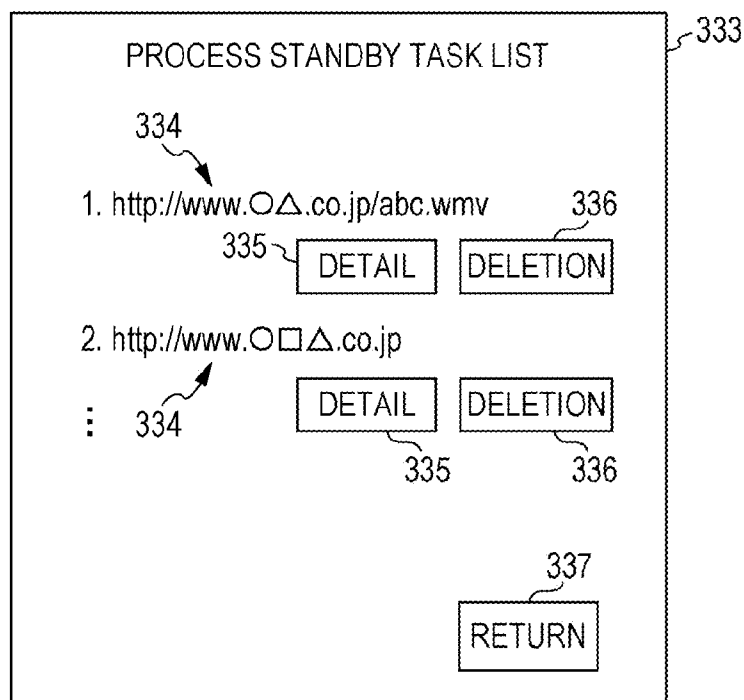 333
PROCESS STANDBY TASK LIST
334
1. http://www.○△.co.jp/abc.wmv
335 DETAIL 336 DELETION
2. http://www.○□△.co.jp
⋮ 334 DETAIL DELETION
335 336
337
RETURN